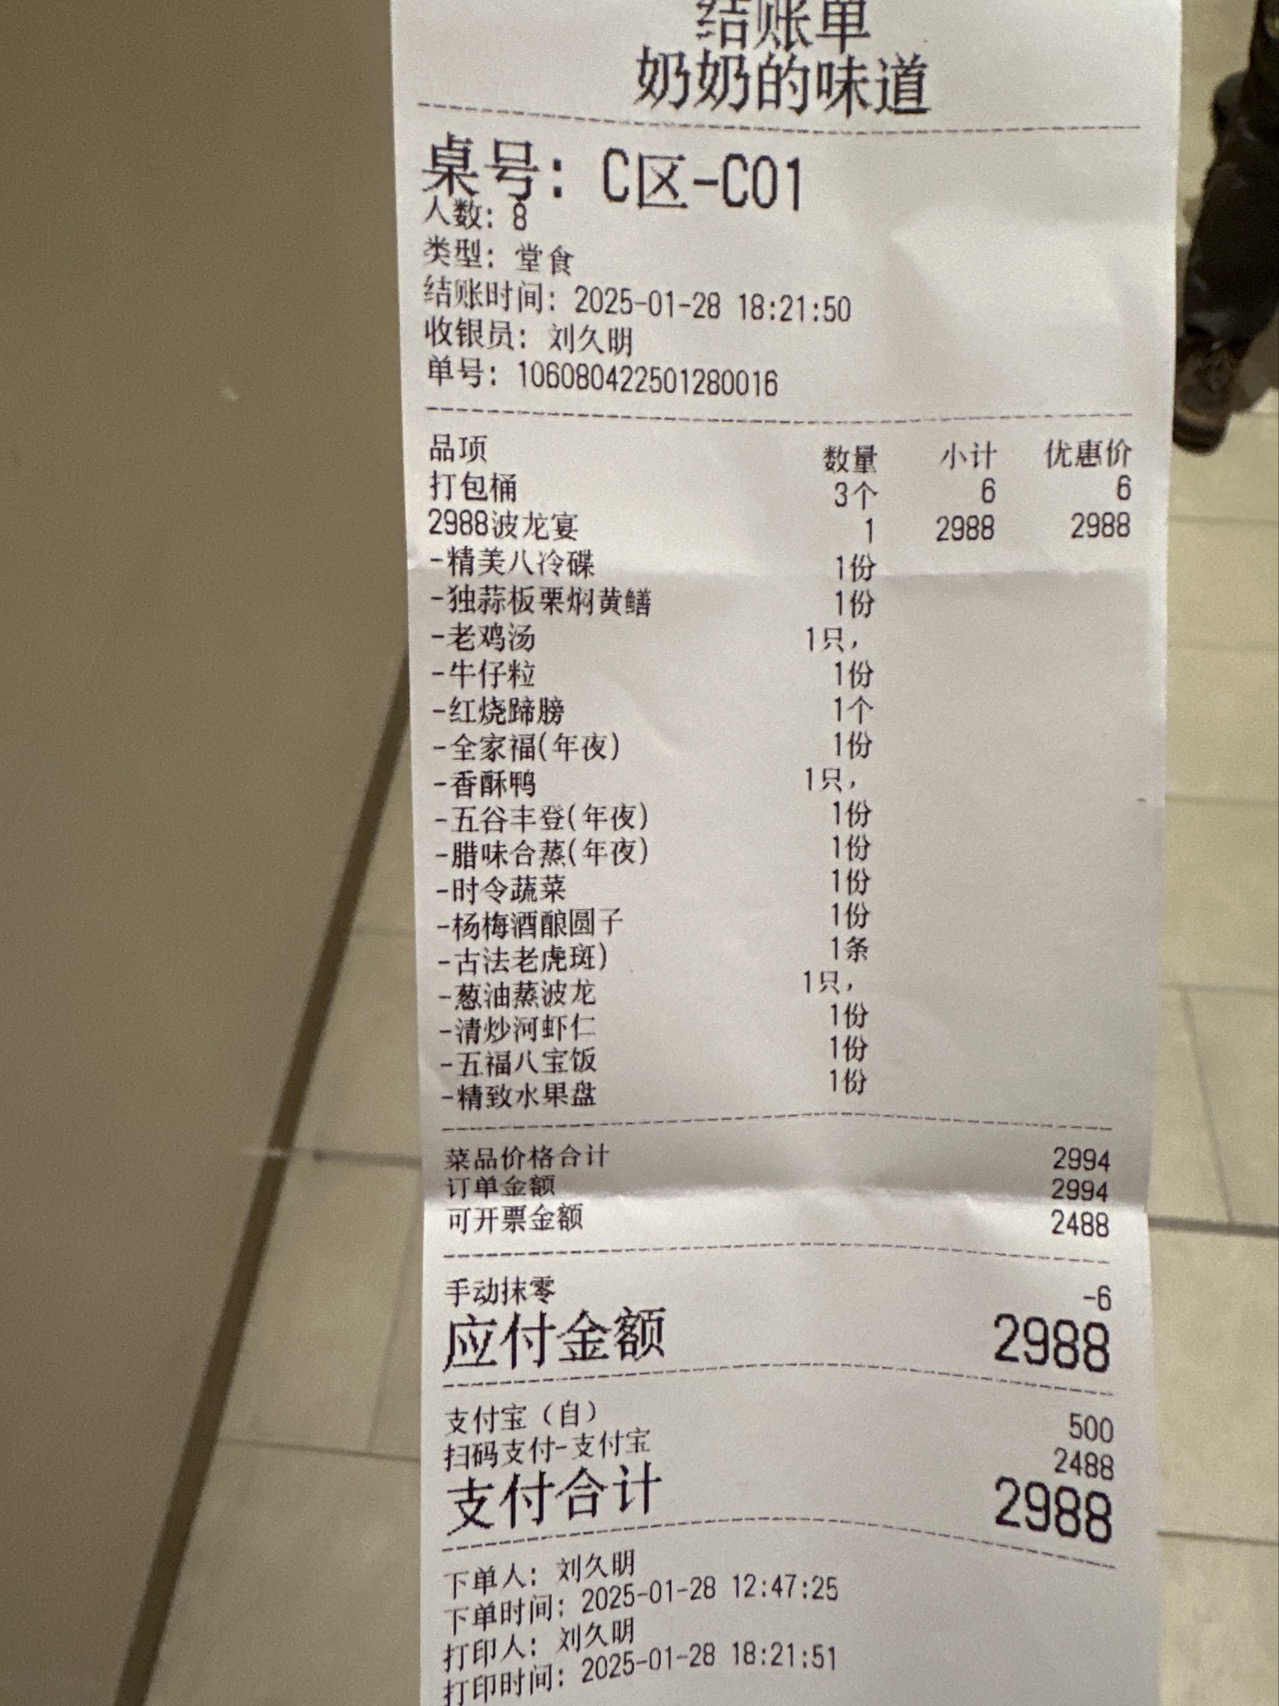 结账单
奶奶的味道
桌号: C区-C01
人数: 8
类型: 堂食
结账时间: 2025-01-28 18:21:50
收银员: 刘久明
单号: 106080422501280016
品项 数量 小计 优惠价
打包桶 3个 6 6
2988波龙宴 1 2988 2988
-精美八冷碟 1份
-独蒜板栗焖黄鳝 1份
-老鸡汤 1只,
-牛仔粒 1份
-红烧蹄膀 1个
-全家福(年夜) 1份
-香酥鸭 1只,
-五谷丰登(年夜) 1份
-腊味合蒸(年夜) 1份
-时令蔬菜 1份
-杨梅酒酿圆子 1份
-古法老虎斑) 1条
-葱油蒸波龙 1只,
-清炒河虾仁 1份
-五福八宝饭 1份
-精致水果盘 1份
菜品价格合计 2994
订单金额 2994
可开票金额 2488
手动抹零 -6
应付金额 2988
支付宝（自） 500
扫码支付-支付宝 2488
支付合计 2988
下单人: 刘久明
下单时间: 2025-01-28 12:47:25
打印人: 刘久明
打印时间: 2025-01-28 18:21:51